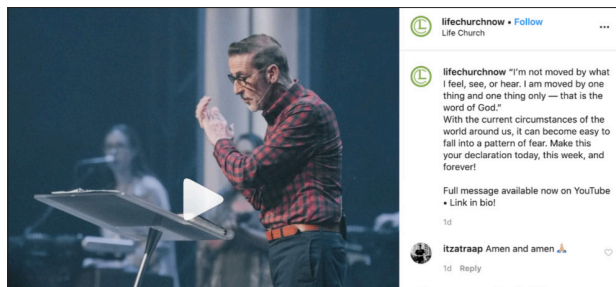 lifechurchnow • Follow
Life Church
lifechurchnow “I'm not moved by what
I feel, see, or hear. I am moved by one
thing and one thing only — that is the
word of God.”
With the current circumstances of the
world around us, it can become easy to
fall into a pattern of fear. Make this
your declaration today, this week, and
forever!
Full message available now on YouTube
• Link in bio!
1d
itzatraap Amen and amen 🙏🏼
1d Reply